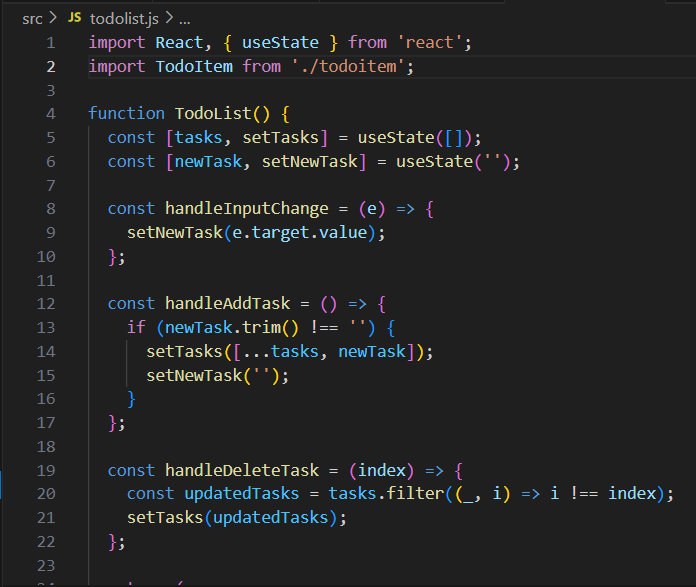 src > JS todolist.js > ...
1 import React, { useState } from 'react';
2 import TodoItem from './todoitem';
3
4 function TodoList() {
5   const [tasks, setTasks] = useState([]);
6   const [newTask, setNewTask] = useState('');
7
8   const handleInputChange = (e) => {
9     setNewTask(e.target.value);
10   };
11
12   const handleAddTask = () => {
13     if (newTask.trim() !== '') {
14       setTasks([...tasks, newTask]);
15       setNewTask('');
16     }
17   };
18
19   const handleDeleteTask = (index) => {
20     const updatedTasks = tasks.filter((_, i) => i !== index);
21     setTasks(updatedTasks);
22   };
23